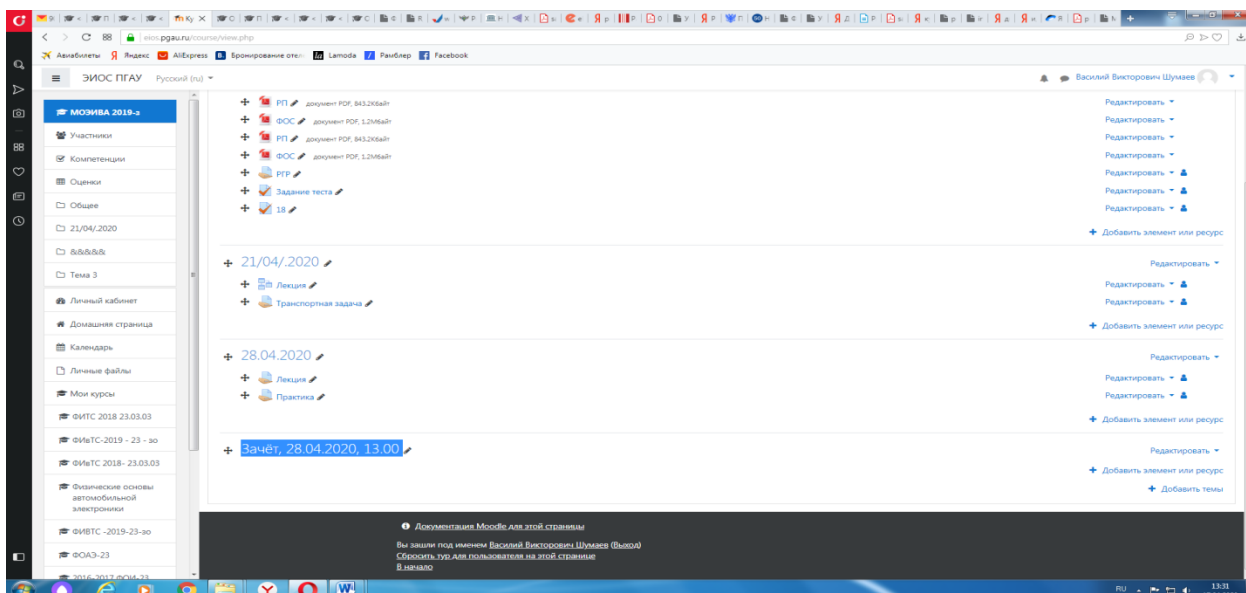 eios.pgau.ru/course/view.php
Авиабилеты Яндекс AliExpress Бронирование отел Lamoda Рамблер Facebook
ЭИОС ПГАУ Русский (ru) Василий Викторович Шумаев
МОЭИВА 2019-з
Участники
Компетенции
Оценки
Общее
21/04/.2020
&&&&&
Тема 3
Личный кабинет
Домашняя страница
Календарь
Личные файлы
Мои курсы
ФИТС 2018 23.03.03
ФИвТС-2019 - 23 - зо
ФИвТС 2018- 23.03.03
Физические основы
автомобильной
электроники
ФИВТС -2019-23-зо
ФОАЭ-23
2016-2017 ФОИ-23
РП документ PDF, 843.2Кбайт Редактировать
ФОС документ PDF, 1.2Мбайт Редактировать
РП документ PDF, 843.2Кбайт Редактировать
ФОС документ PDF, 1.2Мбайт Редактировать
РГР Редактировать
Задание теста Редактировать
18 Редактировать
Добавить элемент или ресурс
21/04/.2020 Редактировать
Лекция Редактировать
Транспортная задача Редактировать
Добавить элемент или ресурс
28.04.2020 Редактировать
Лекция Редактировать
Практика Редактировать
Добавить элемент или ресурс
Зачёт, 28.04.2020, 13.00 Редактировать
Добавить элемент или ресурс
Добавить темы
Документация Moodle для этой страницы
Вы зашли под именем Василий Викторович Шумаев (Выход)
Сбросить тур для пользователя на этой странице
В начало
RU 13:31